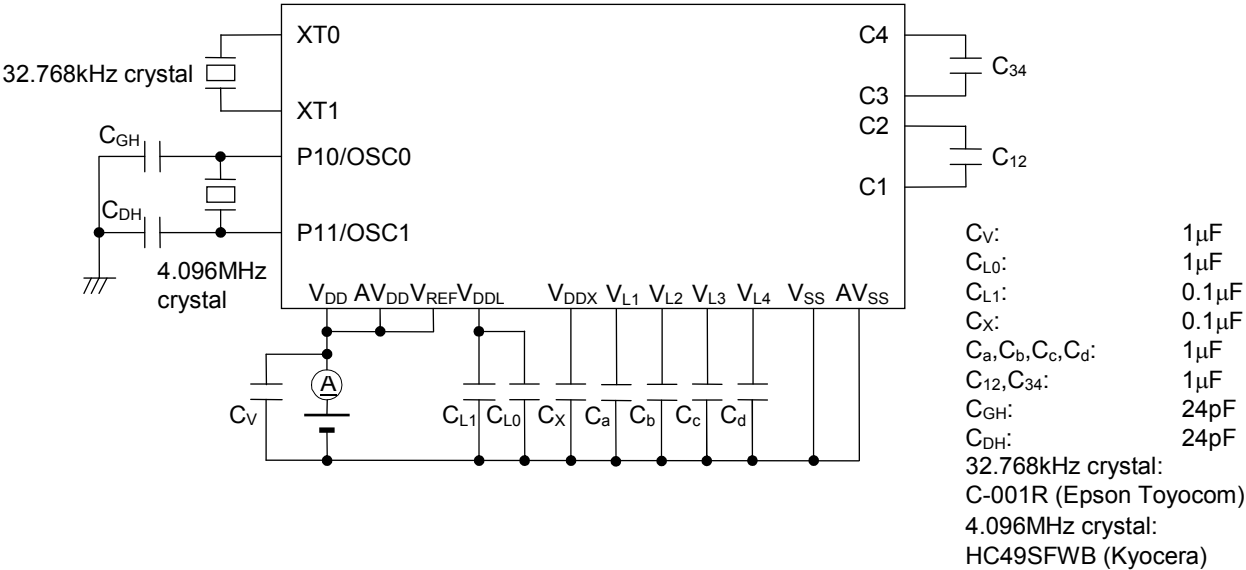 XT0
C4
32.768kHz crystal
C34
XT1
C3
C2
CGH
P10/OSC0
C12
C1
CDH
P11/OSC1
4.096MHz
crystal
VDD AVDD VREF VDDL VDDX VL1 VL2 VL3 VL4 VSS AVSS
A
CV CL1 CL0 CX Ca Cb Cc Cd
CV: 1μF
CL0: 1μF
CL1: 0.1μF
CX: 0.1μF
Ca,Cb,Cc,Cd: 1μF
C12,C34: 1μF
CGH: 24pF
CDH: 24pF
32.768kHz crystal:
C-001R (Epson Toyocom)
4.096MHz crystal:
HC49SFWB (Kyocera)